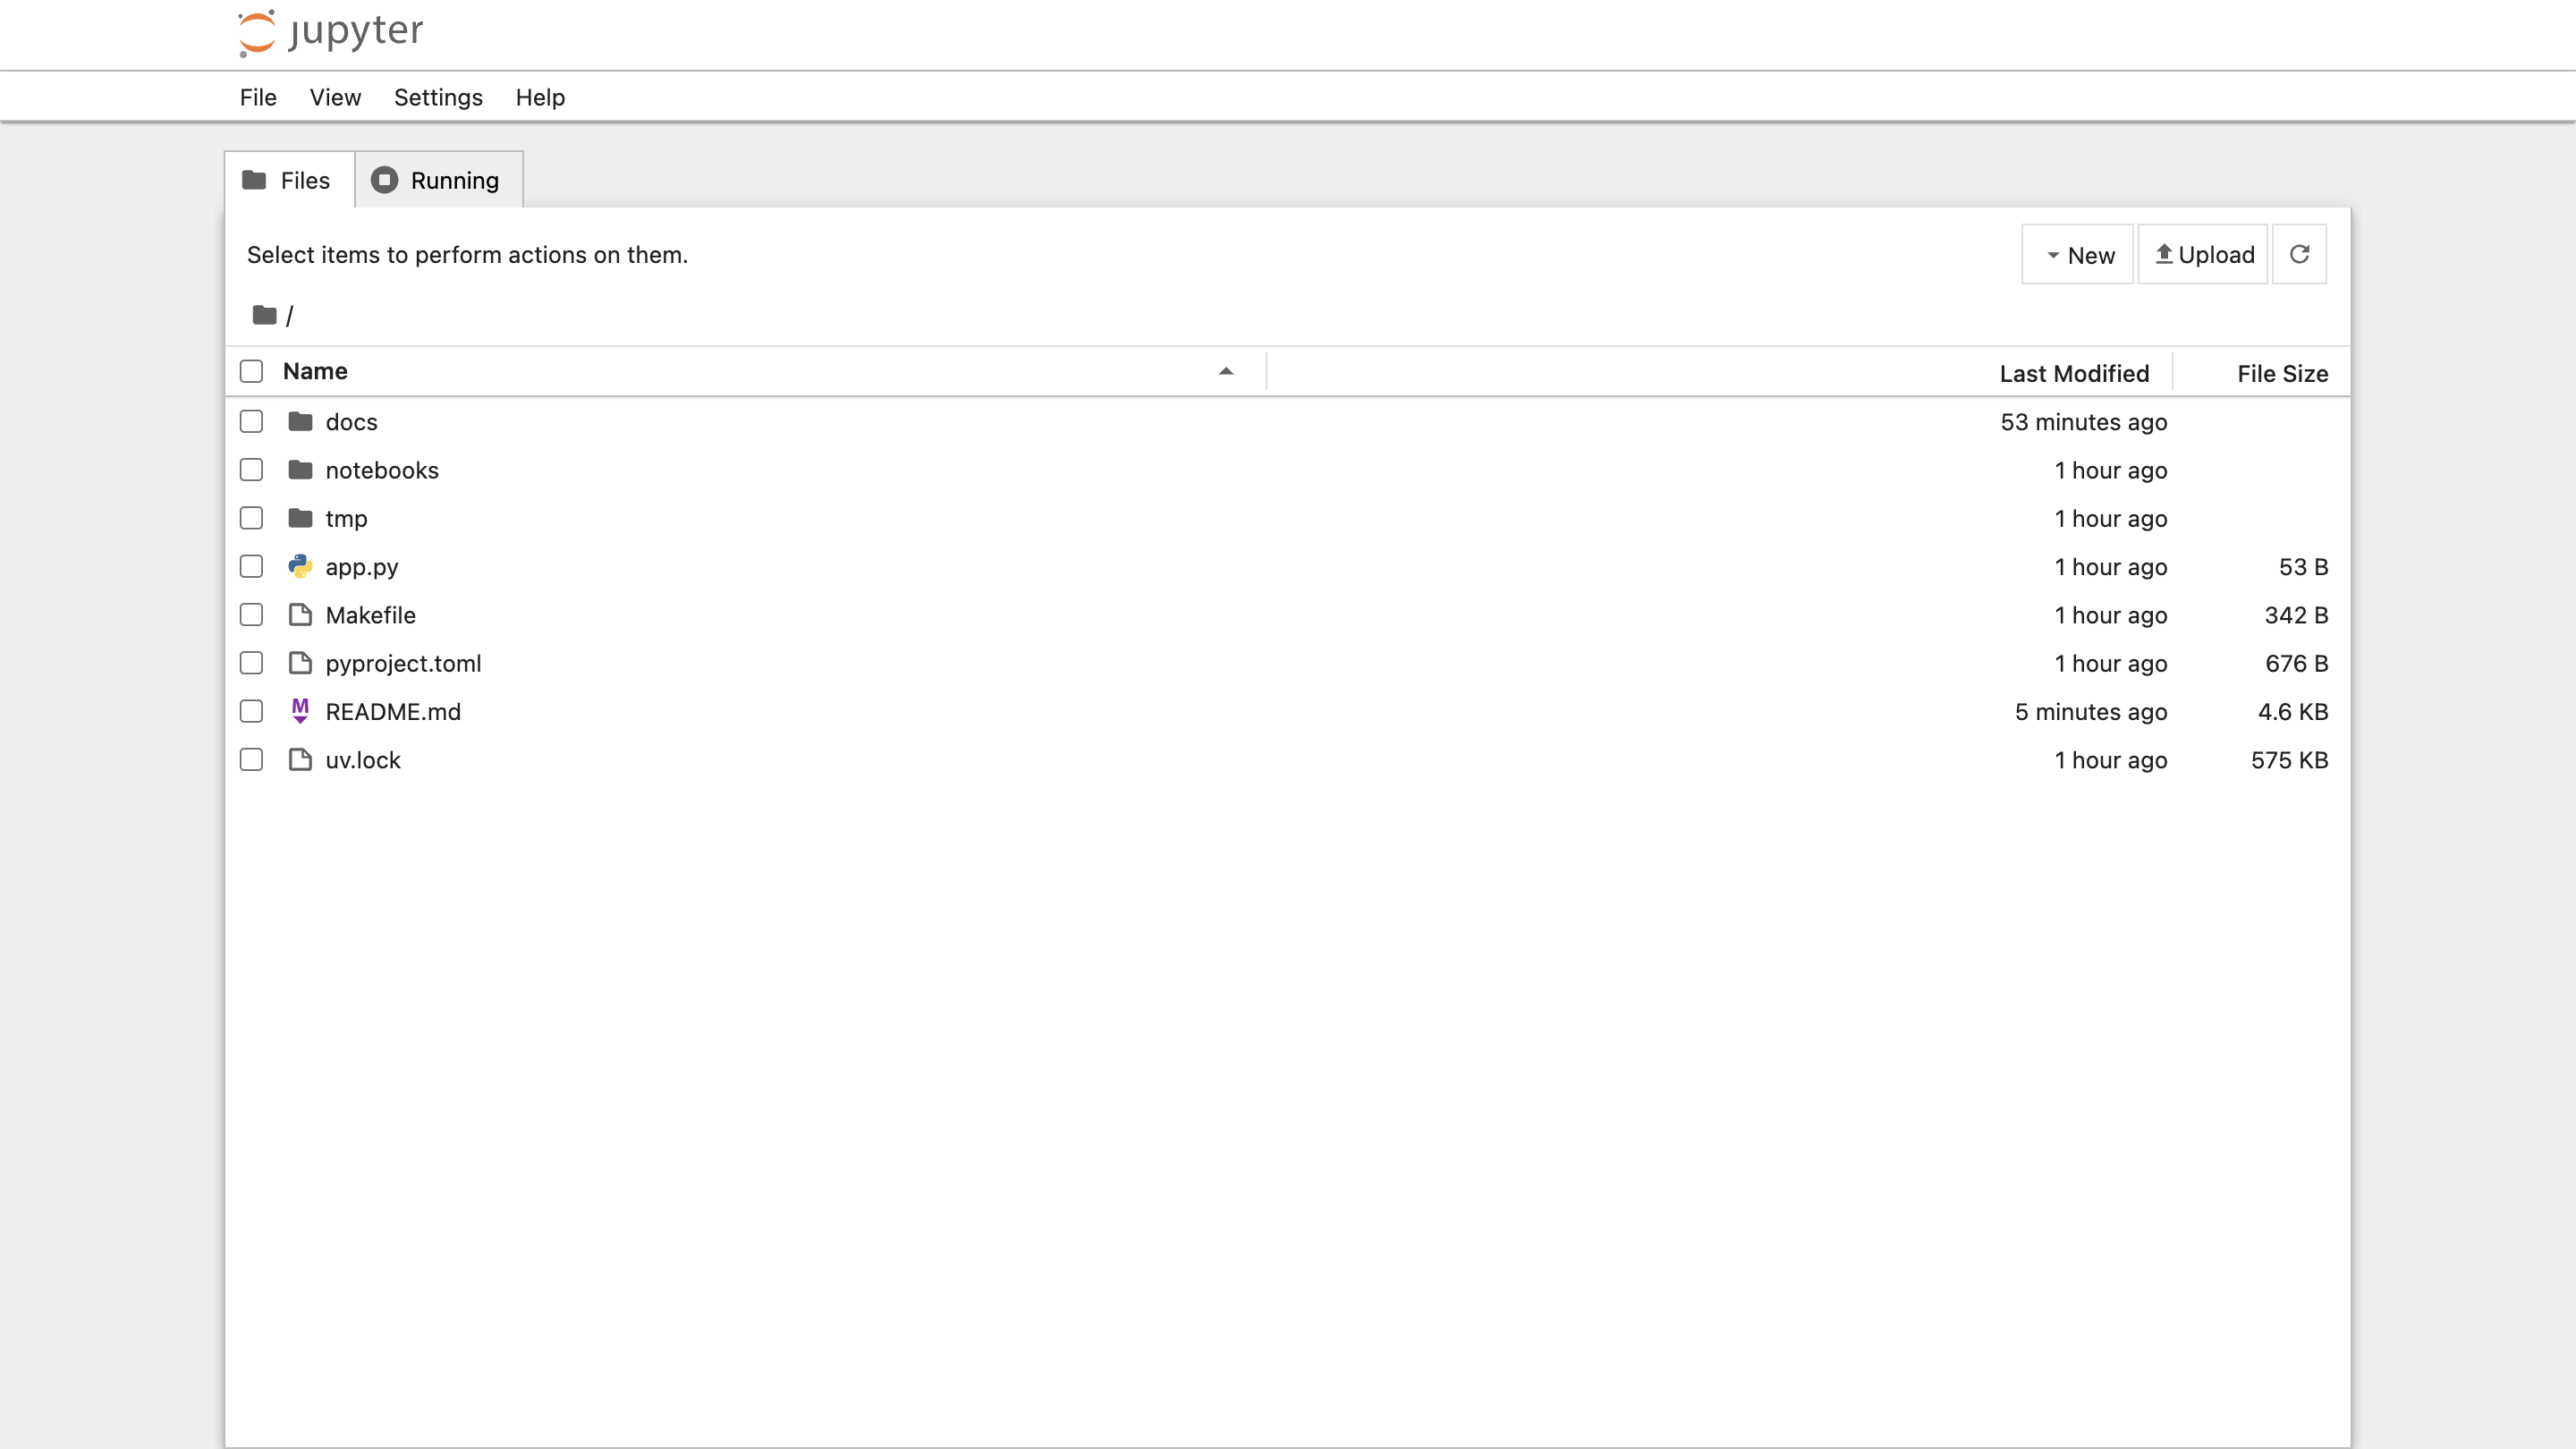 jupyter
File View Settings Help
Files Running
Select items to perform actions on them.
New Upload
/
Name Last Modified File Size
docs 53 minutes ago
notebooks 1 hour ago
tmp 1 hour ago
app.py 1 hour ago 53 B
Makefile 1 hour ago 342 B
pyproject.toml 1 hour ago 676 B
M README.md 5 minutes ago 4.6 KB
uv.lock 1 hour ago 575 KB